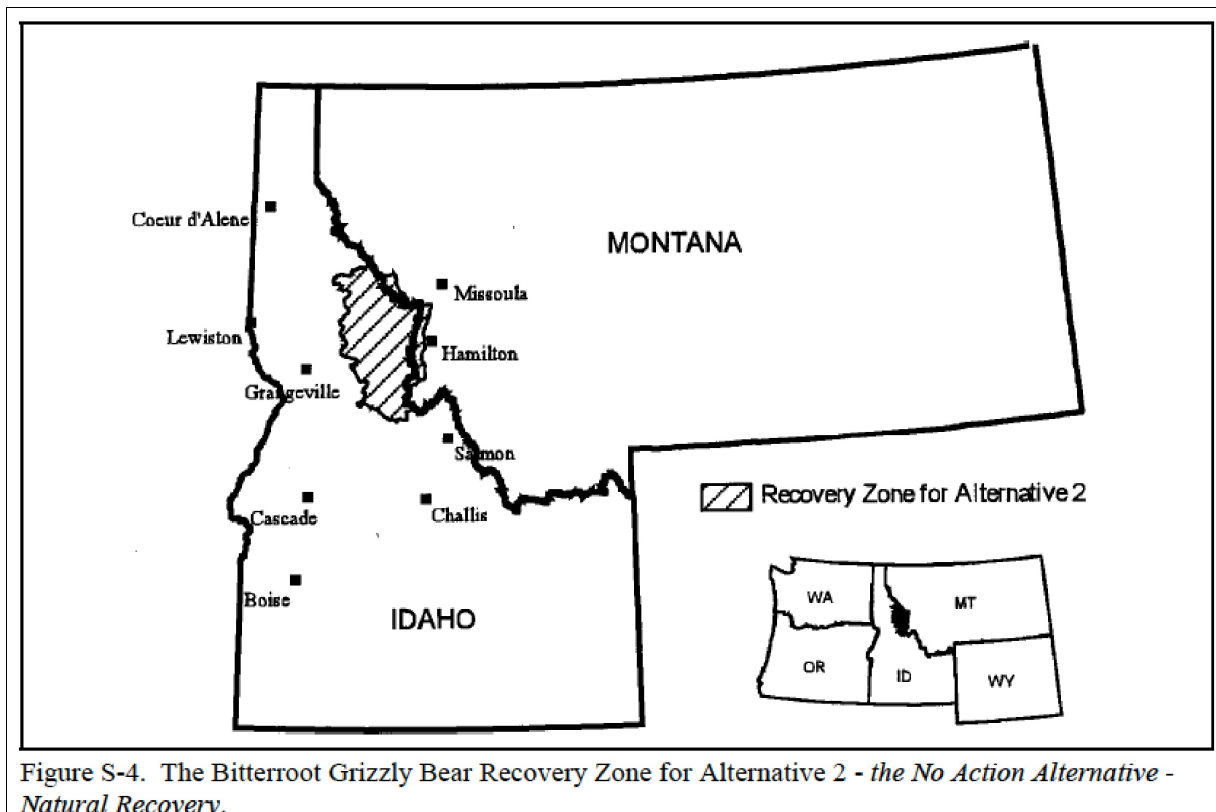 Coeur d'Alene
MONTANA
Missoula
Lewiston
Hamilton
Grangeville
Salmon
Recovery Zone for Alternative 2
Cascade
Challis
Boise
IDAHO
WA
MT
OR
ID
WY
Figure S-4. The Bitterroot Grizzly Bear Recovery Zone for Alternative 2 - the No Action Alternative -
Natural Recovery.